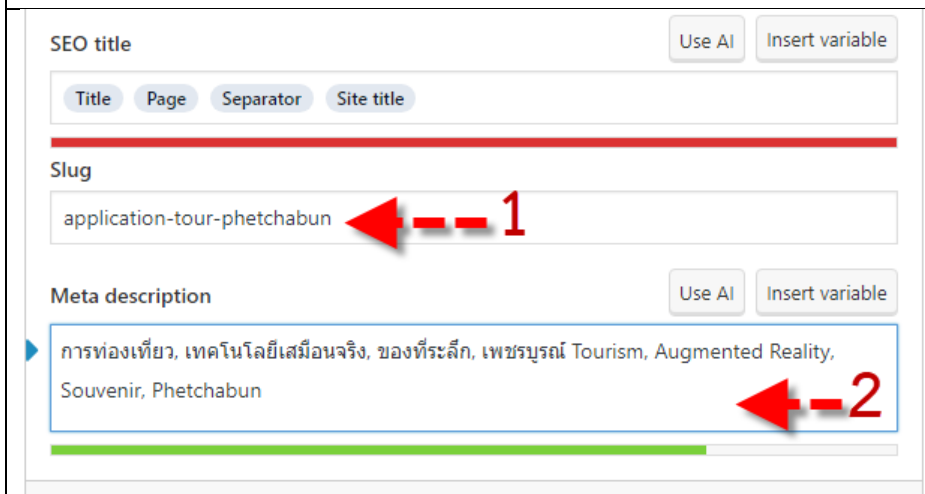 SEO title
Use AI
Insert variable
Title Page Separator Site title
Slug
application-tour-phetchabun
1
Meta description
Use AI
Insert variable
การท่องเที่ยว, เทคโนโลยีเสมือนจริง, ของที่ระลึก, เพชรบูรณ์ Tourism, Augmented Reality,
Souvenir, Phetchabun
2